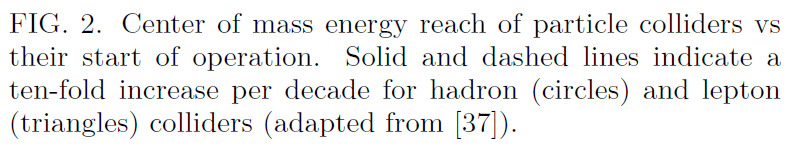 FIG. 2. Center of mass energy reach of particle colliders vs
their start of operation. Solid and dashed lines indicate a
ten-fold increase per decade for hadron (circles) and lepton
(triangles) colliders (adapted from [37]).